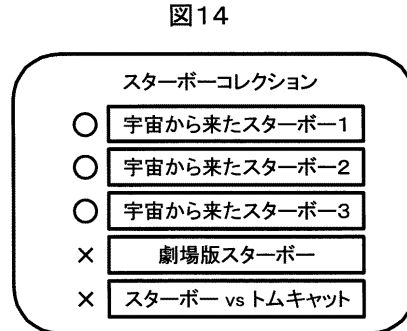 図14
スターボーコレクション
○ 宇宙から来たスターボー1
○ 宇宙から来たスターボー2
○ 宇宙から来たスターボー3
× 劇場版スターボー
× スターボー vs トムキャット